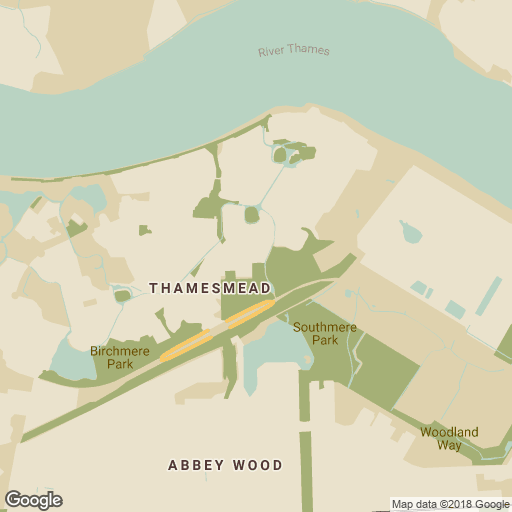 River Thames
THAMESMEAD
Southmere
Park
Birchmere
Park
Woodland
Way
ABBEY WOOD
Google
Map data ©2018 Google